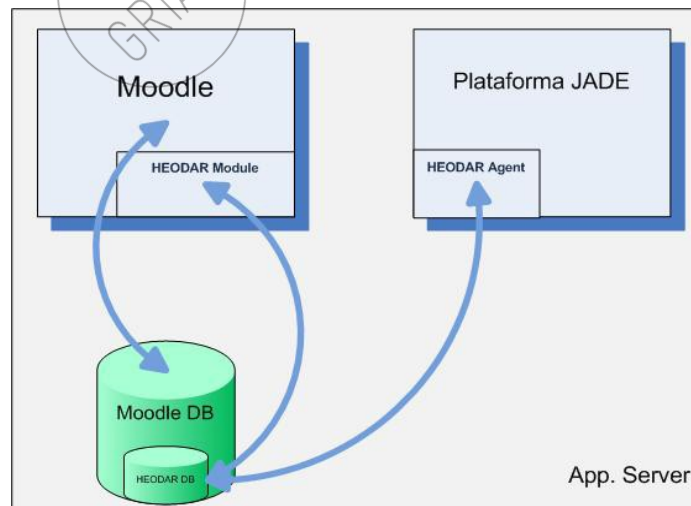 Moodle
Plataforma JADE
HEODAR Module
HEODAR Agent
Moodle DB
HEODAR DB
App. Server